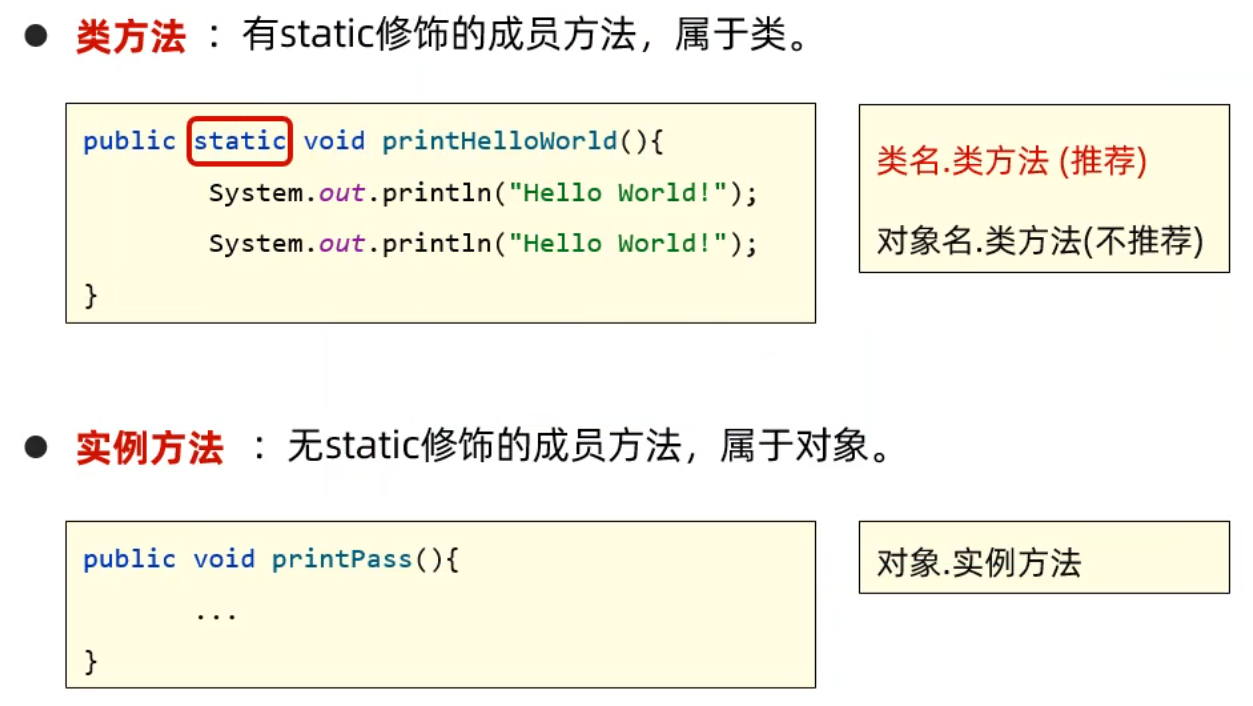 类方法 ：有static修饰的成员方法，属于类。
public static void printHelloWorld(){
System.out.println("Hello World!");
System.out.println("Hello World!");
}
类名.类方法 (推荐)
对象名.类方法(不推荐)
实例方法 ：无static修饰的成员方法，属于对象。
public void printPass(){
...
}
对象.实例方法